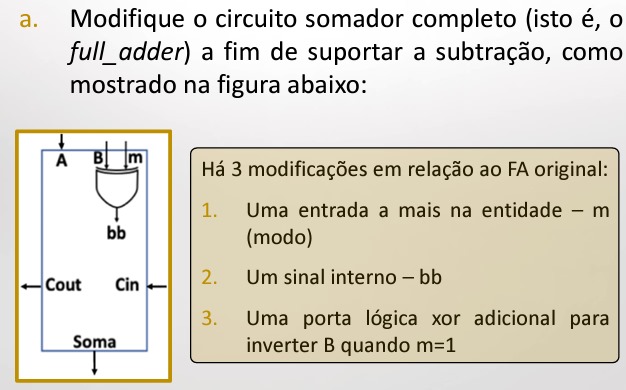 a. Modifique o circuito somador completo (isto é, o
full_adder) a fim de suportar a subtração, como
mostrado na figura abaixo:
A B m
bb
Cout Cin
Soma
Há 3 modificações em relação ao FA original:
1. Uma entrada a mais na entidade – m
(modo)
2. Um sinal interno – bb
3. Uma porta lógica xor adicional para
inverter B quando m=1